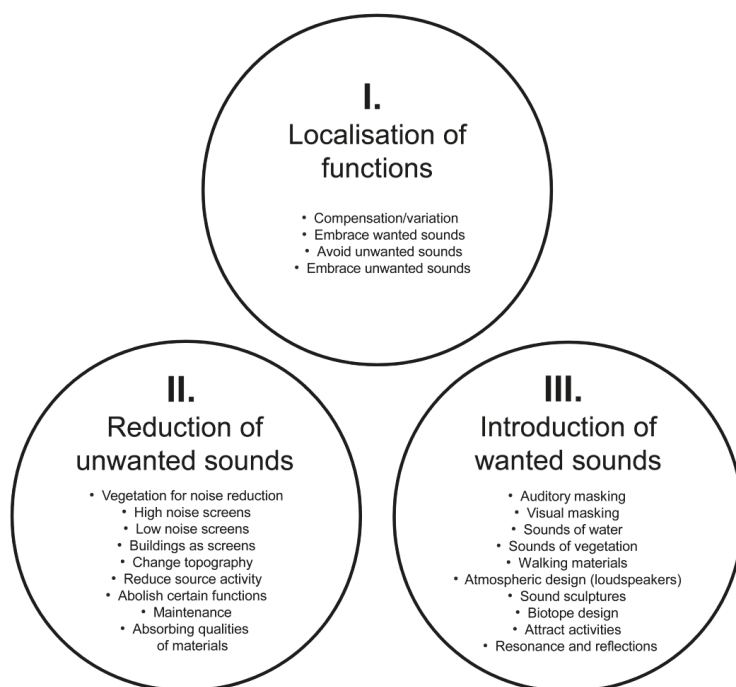 I.
Localisation of
functions
• Compensation/variation
• Embrace wanted sounds
• Avoid unwanted sounds
• Embrace unwanted sounds
II.
Reduction of
unwanted sounds
• Vegetation for noise reduction
• High noise screens
• Low noise screens
• Buildings as screens
• Change topography
• Reduce source activity
• Abolish certain functions
• Maintenance
• Absorbing qualities
of materials
III.
Introduction of
wanted sounds
• Auditory masking
• Visual masking
• Sounds of water
• Sounds of vegetation
• Walking materials
• Atmospheric design (loudspeakers)
• Sound sculptures
• Biotope design
• Attract activities
• Resonance and reflections